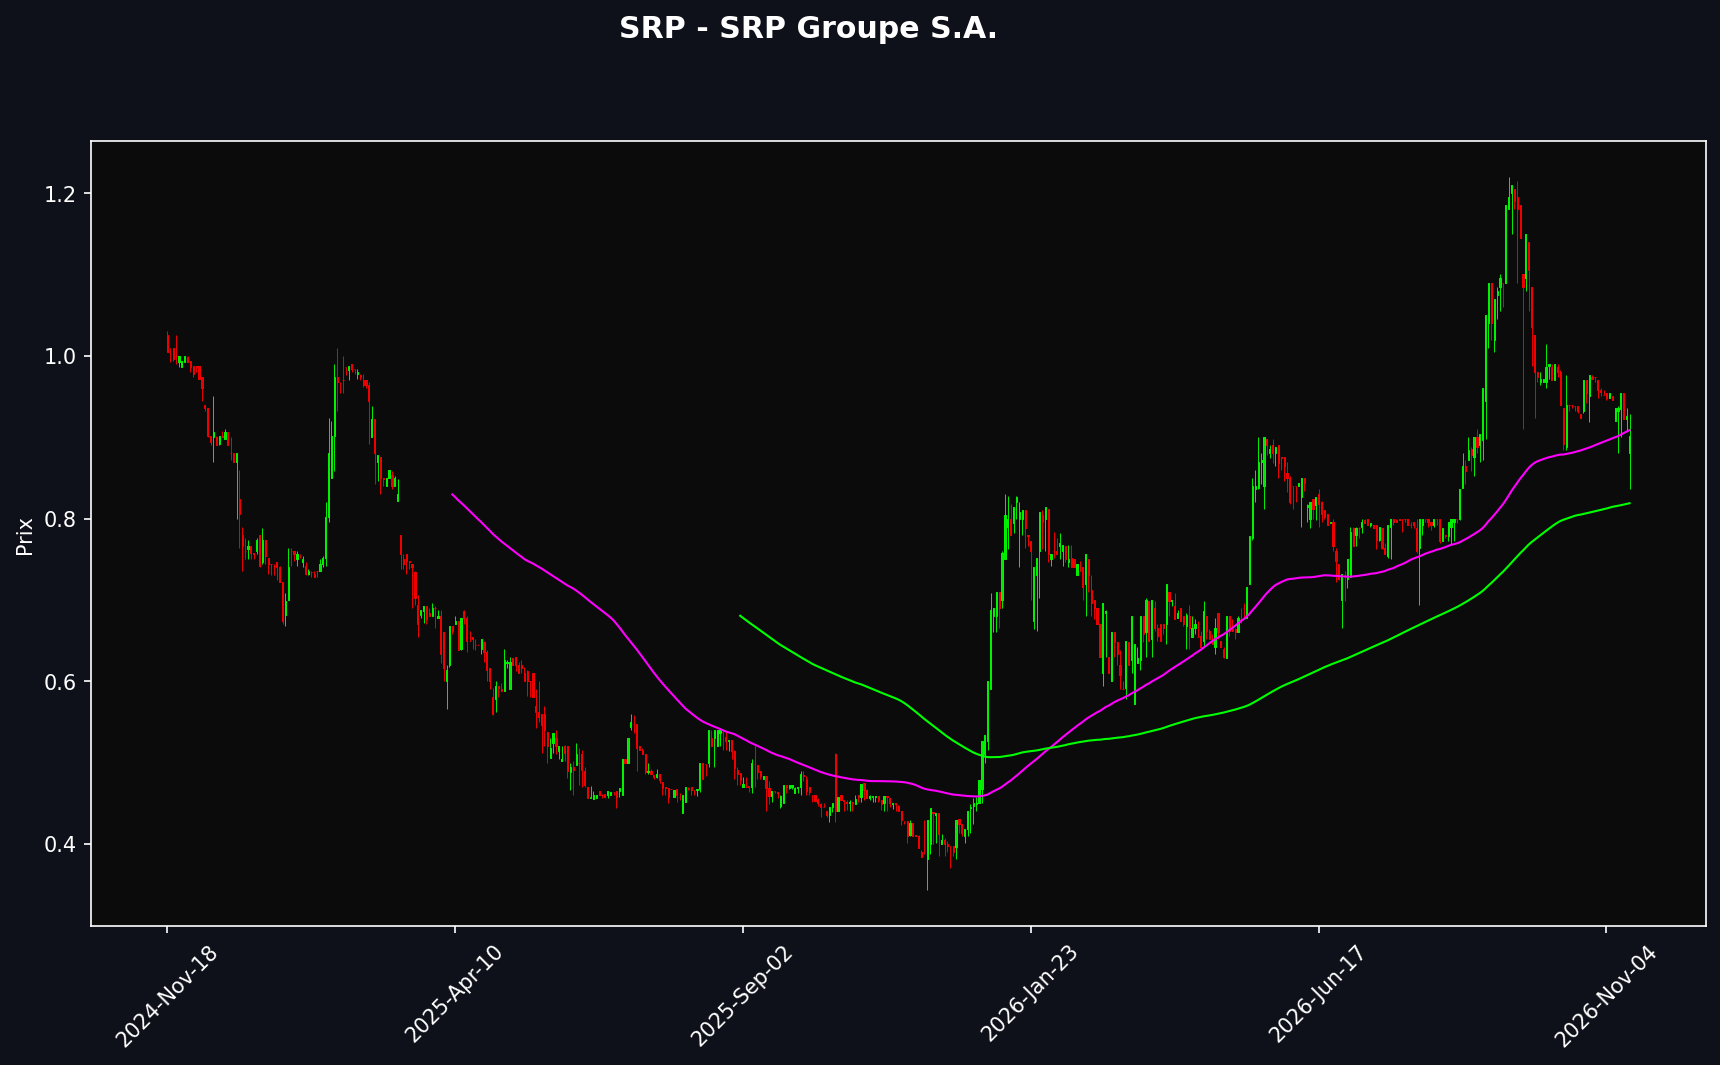 SRP - SRP Groupe S.A.
Prix
1.2
1.0
0.8
0.6
0.4
2024-Nov-18
2025-Apr-10
2025-Sep-02
2026-Jan-23
2026-Jun-17
2026-Nov-04